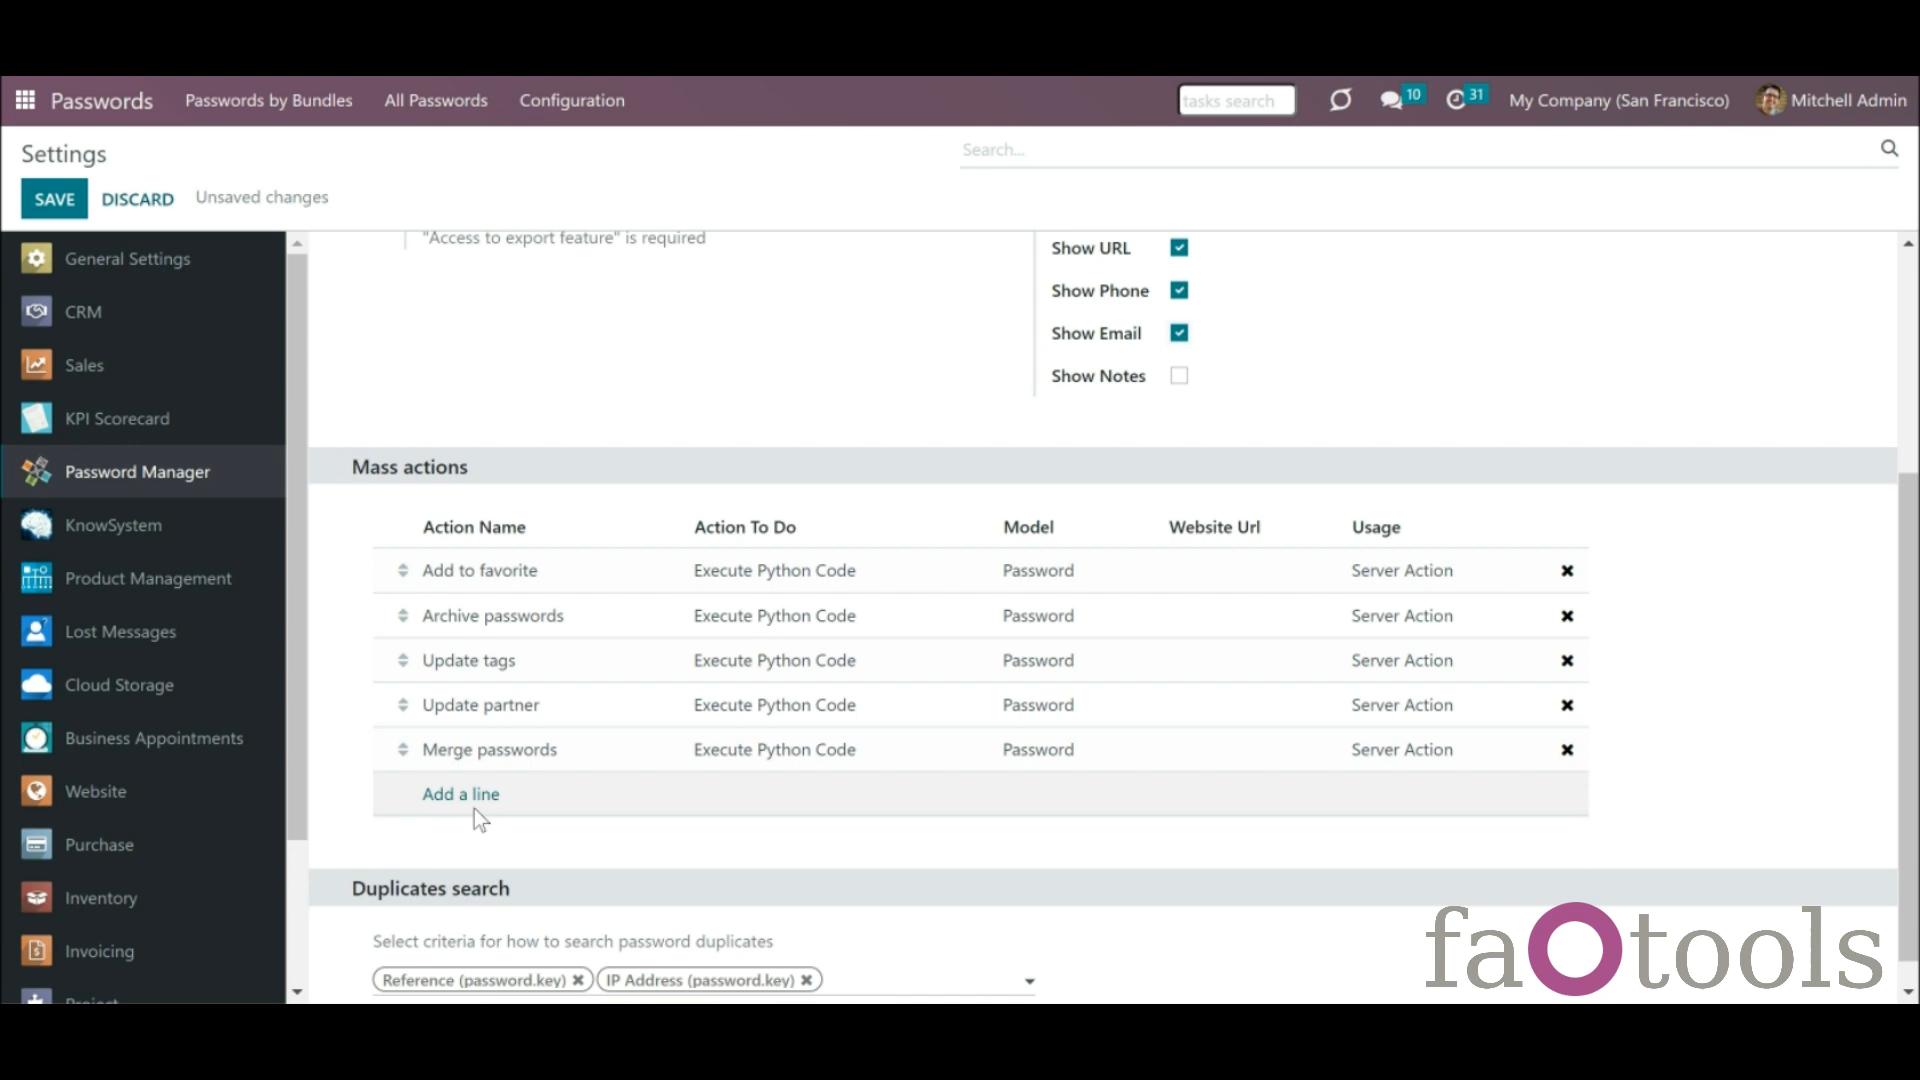 Passwords Passwords by Bundles All Passwords Configuration tasks search 10 31 My Company (San Francisco) Mitchell Admin
Settings
Search...
SAVE DISCARD Unsaved changes
General Settings
CRM
Sales
KPI Scorecard
Password Manager
KnowSystem
Product Management
Lost Messages
Cloud Storage
Business Appointments
Website
Purchase
Inventory
Invoicing
Project
"Access to export feature" is required
Show URL
Show Phone
Show Email
Show Notes
Mass actions
Action Name Action To Do Model Website Url Usage
Add to favorite Execute Python Code Password Server Action
Archive passwords Execute Python Code Password Server Action
Update tags Execute Python Code Password Server Action
Update partner Execute Python Code Password Server Action
Merge passwords Execute Python Code Password Server Action
Add a line
Duplicates search
Select criteria for how to search password duplicates
Reference (password.key) IP Address (password.key)
faOtools